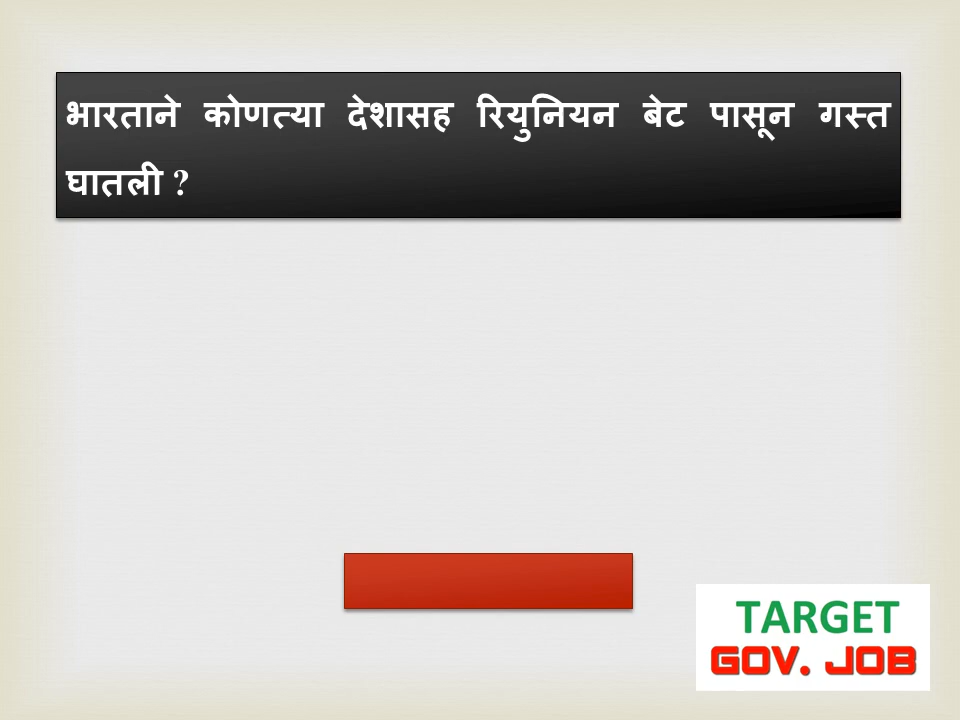 भारताने कोणत्या देशासह रियुनियन बेट पासून गस्त
घातली ?
TARGET
GOV. JOB